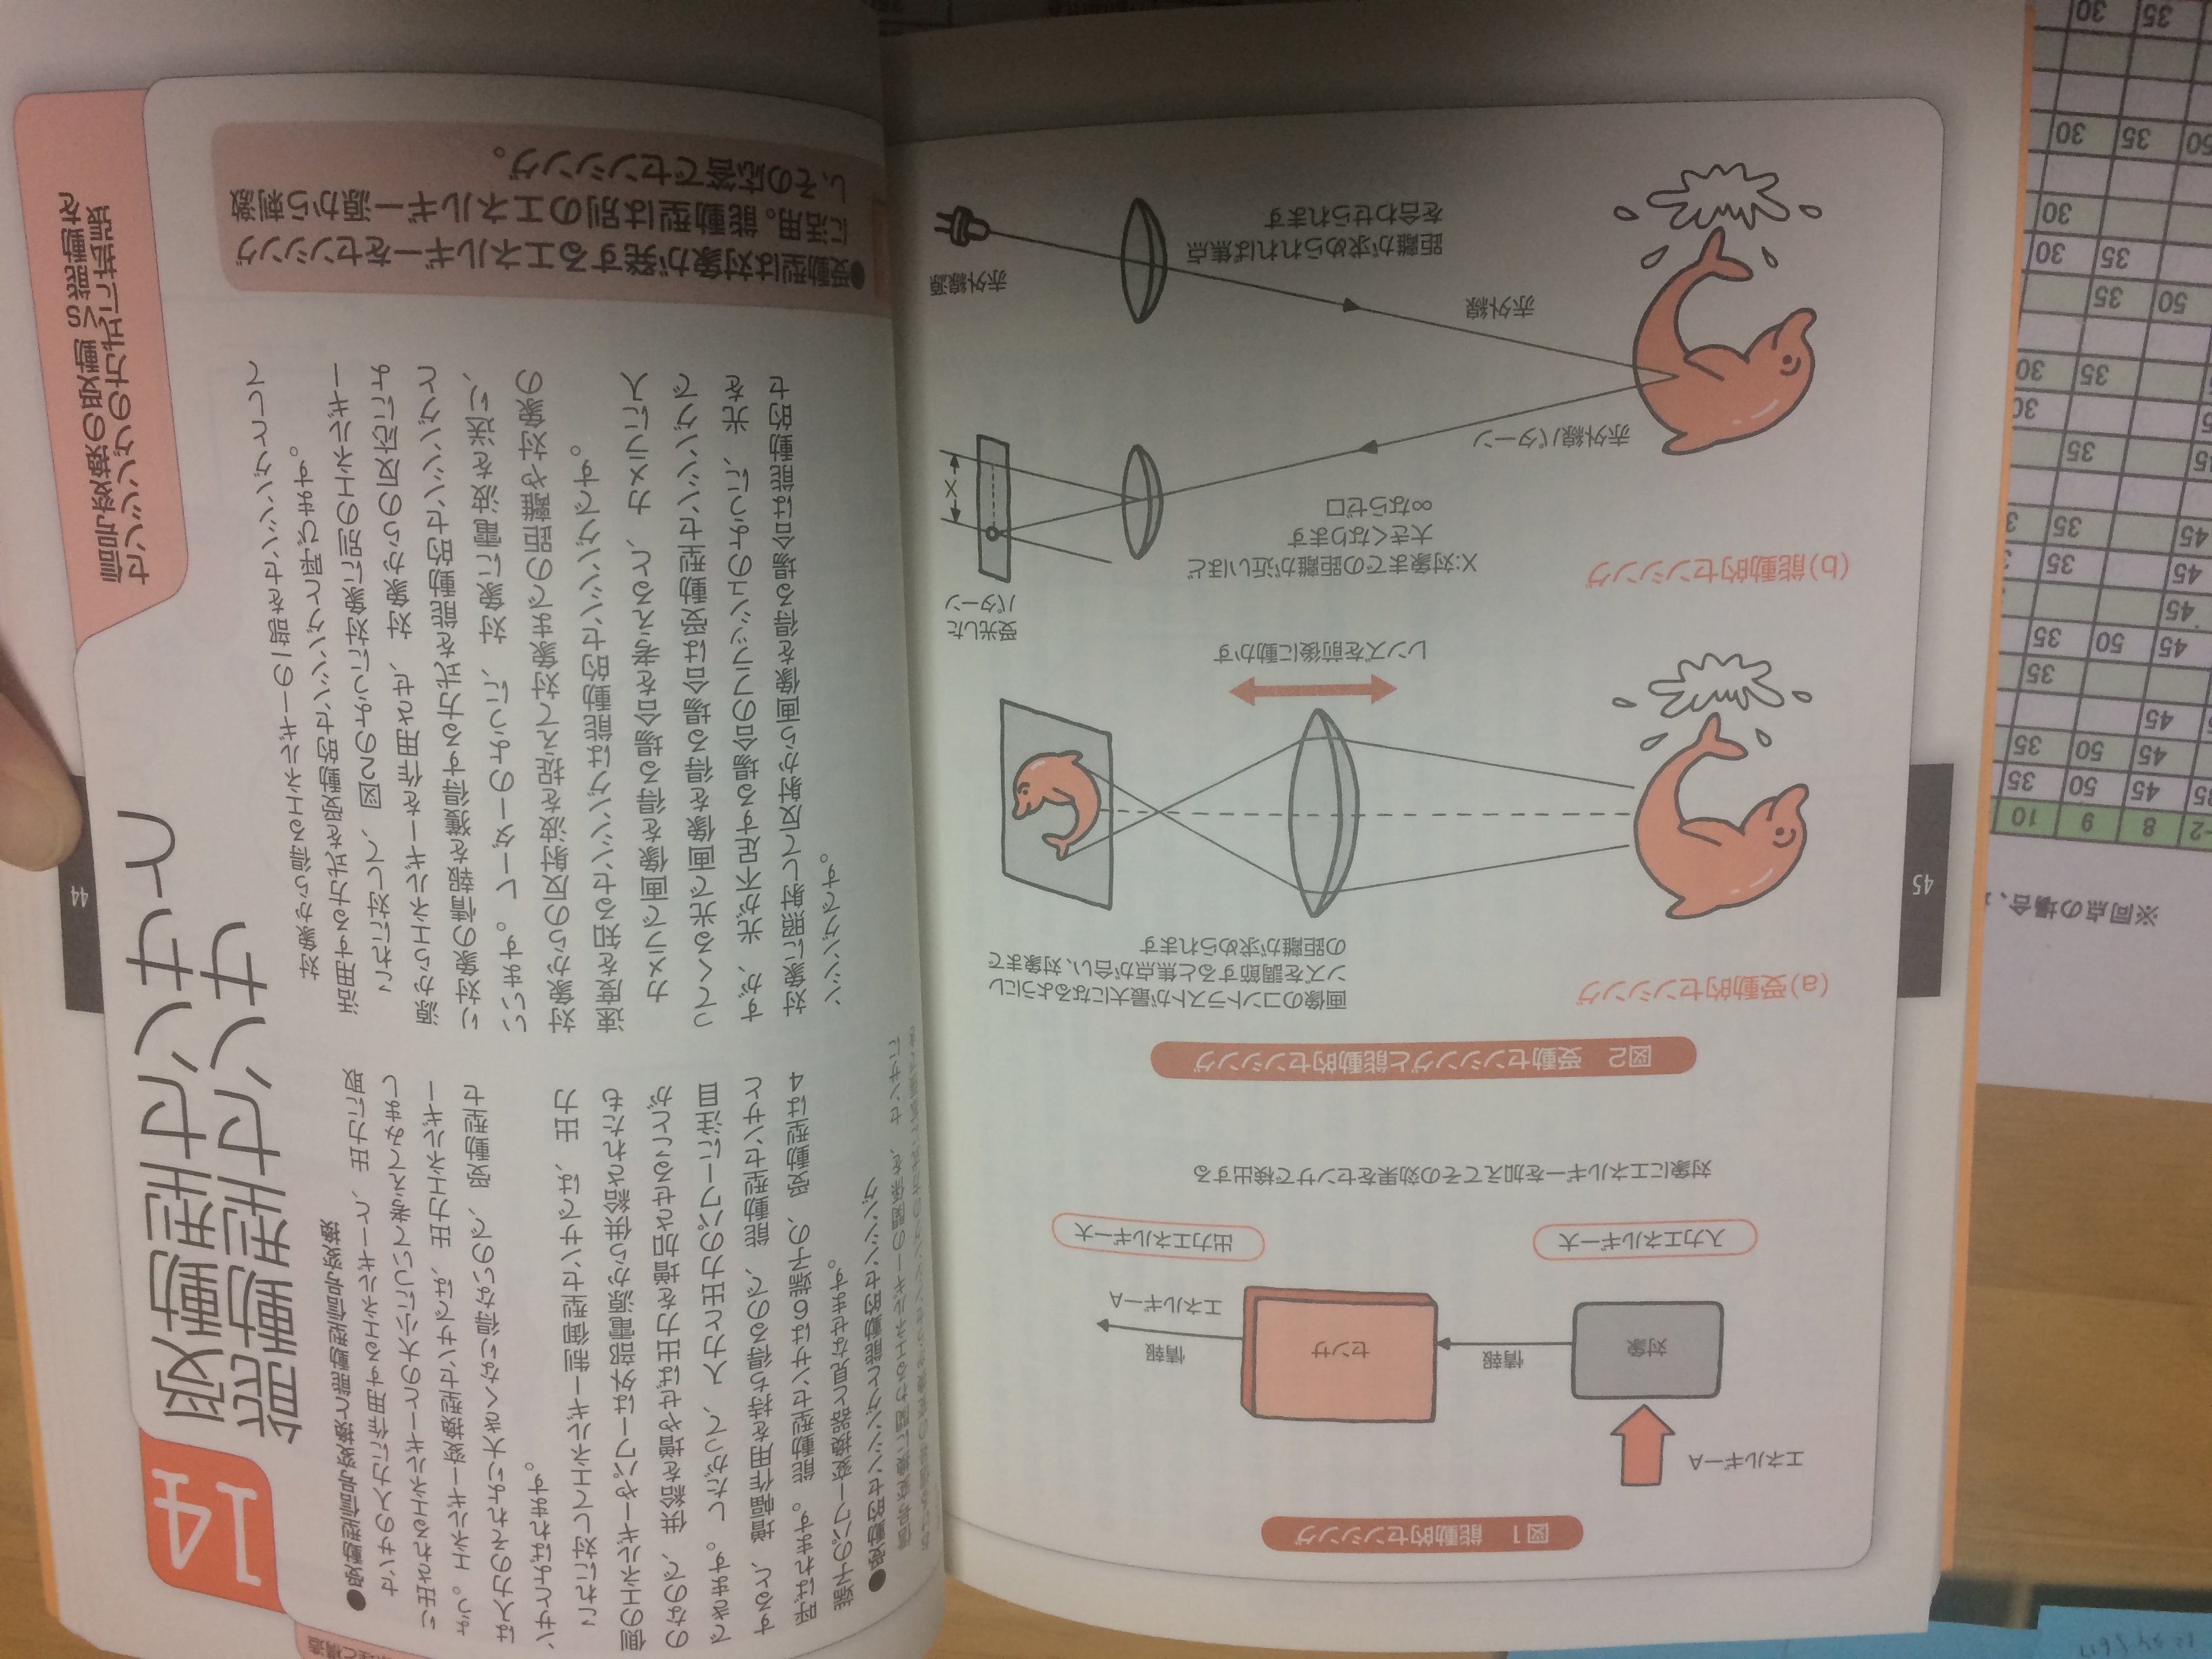 原理と構造
14
受動型センサと
能動型センサ
●受動型信号変換と能動型信号変換
センサの入力に作用するエネルギーと、出力に取
り出されるエネルギーとの大小について考えてみまし
ょう。エネルギー変換型センサでは、出力エネルギー
は入力のそれより大きくなり得ないので、受動型セ
ンサとよばれます。
これに対してエネルギー制御型センサでは、出力
側のエネルギーやパワーは外部電源から供給されたも
のなので、供給を増やせば出力を増加させることが
できます。したがって、入力と出力のパワーに注目
すると、増幅作用を持ち得るので、能動型センサと
呼ばれます。能動型センサは6端子の、受動型は4
端子のパワー変換器と見なせます。
●受動的センシングと能動的センシング
信号変換に関わるエネルギーの関係を、センサに
対象から得るエネルギーの一部をセンシングとして
活用する方式を受動的センシングと呼びます。
これに対して、図2のように対象に別のエネルギー
源からエネルギーを作用させ、対象からの反応によ
り対象の情報を獲得する方式を能動的センシングと
いいます。レーダーのように、対象に電波を送り、
対象からの反射波を捉えて対象までの距離や対象の
速度を知るセンシングは能動的センシングです。
カメラで画像を得る場合を考えると、カメラに入
ってくる光で画像を得る場合は受動型センシングで
すが、光が不足する場合のフラッシュのように、光を
対象に照射して反射から画像を得る場合は能動的セ
ンシングです。
44
信号変換の受動 VS 能動を
センシングの方式に拡張
●受動型は対象が発するエネルギーをセンシング
に活用。能動型は別のエネルギー源から刺激
し、その応答でセンシング。
図1 能動的センシング
エネルギーA
対象
情報
センサ
情報
エネルギーA
入力エネルギー大
出力エネルギー大
対象にエネルギーを加えてその効果をセンサで検出する
図2 受動センシングと能動的センシング
(a)受動的センシング
画像のコントラストが最大になるようにレ
ンズを調節すると焦点が合い、対象まで
の距離が求められます
レンズを前後に動かす
(b)能動的センシング
X:対象までの距離が近いほど
大きくなります
∞ならゼロ
受光した
パターン
X
赤外線パターン
赤外線
赤外線源
距離が求められれば焦点
を合わせられます
45
※同点の場合、
-2 8 9 10
35 45 50 35
45 50 35
45
35
45 50 35
45
45 35
45 35 3
45 35
30
35 30
50 35
35 30
30
50 35 30
35 30